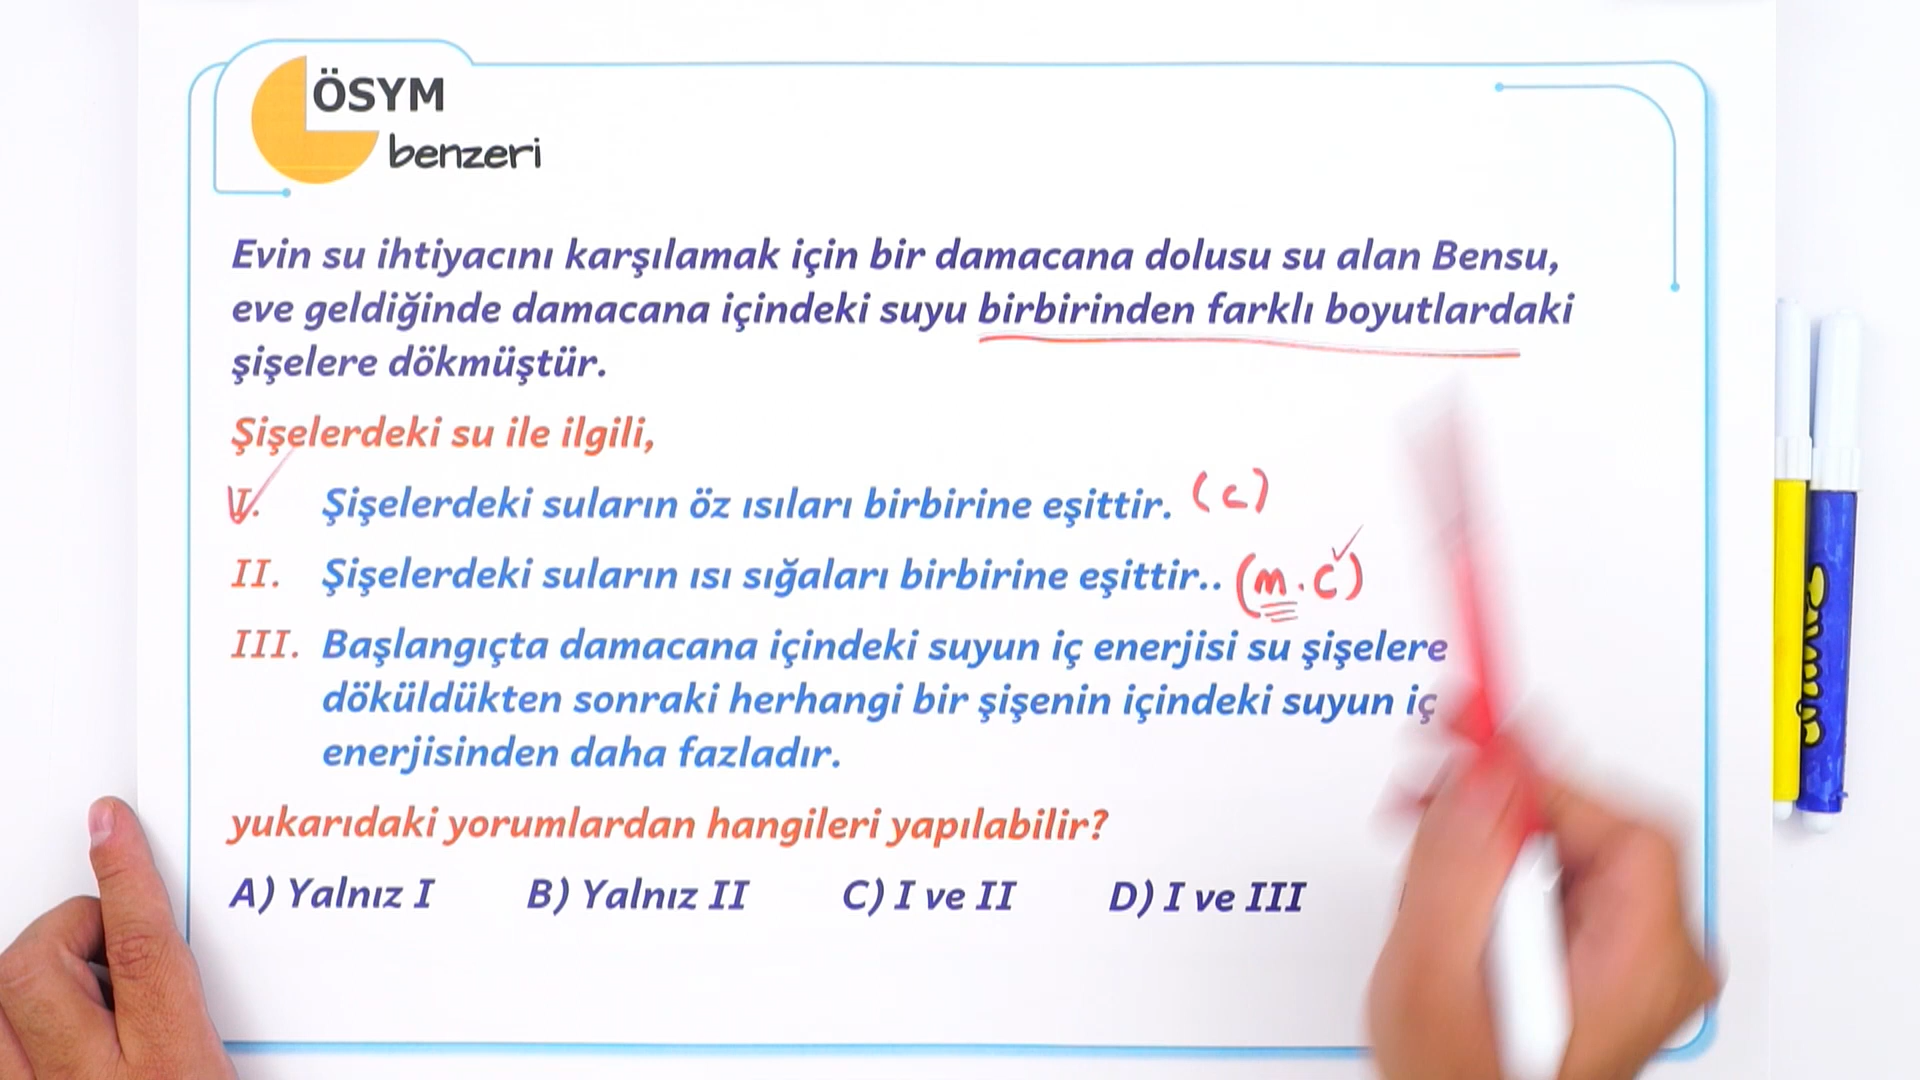 ÖSYM
benzeri
Evin su ihtiyacını karşılamak için bir damacana dolusu su alan Bensu,
eve geldiğinde damacana içindeki suyu birbirinden farklı boyutlardaki
şişelere dökmüştür.
Şişelerdeki su ile ilgili,
I. Şişelerdeki suların öz ısıları birbirine eşittir. (c)
II. Şişelerdeki suların ısı sığaları birbirine eşittir.. (m.c)
III. Başlangıçta damacana içindeki suyun iç enerjisi su şişelere
döküldükten sonraki herhangi bir şişenin içindeki suyun iç
enerjisinden daha fazladır.
yukarıdaki yorumlardan hangileri yapılabilir?
A) Yalnız I B) Yalnız II C) I ve II D) I ve III